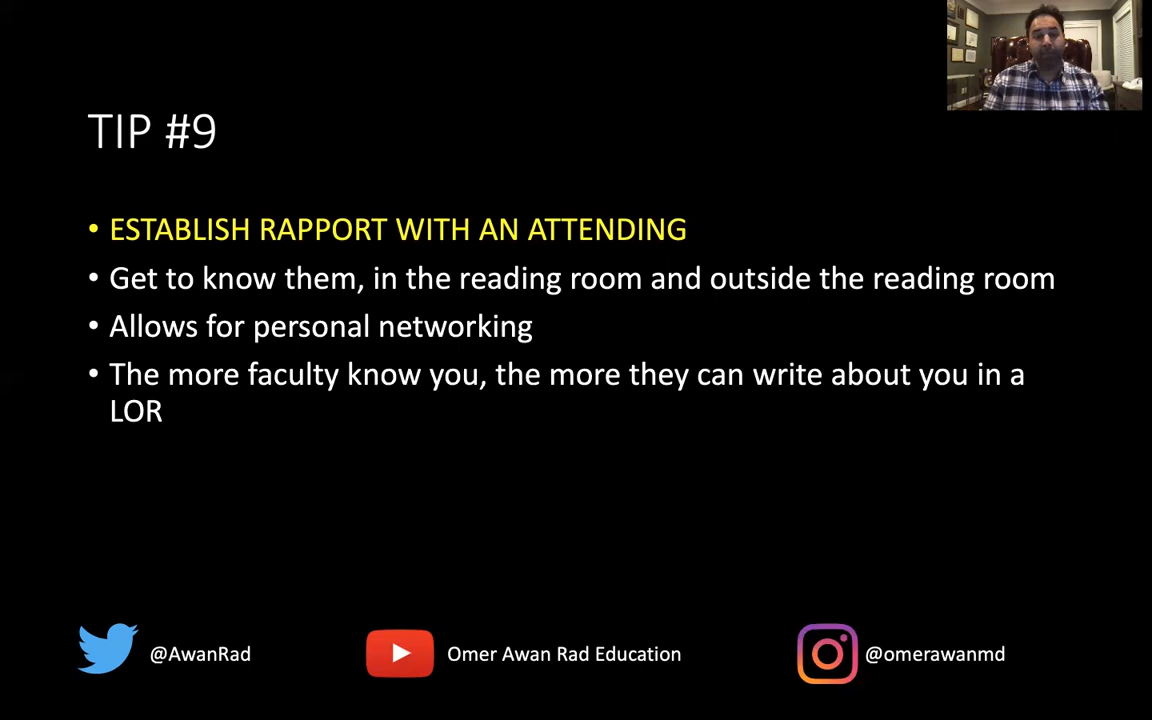 TIP #9
• ESTABLISH RAPPORT WITH AN ATTENDING
• Get to know them, in the reading room and outside the reading room
• Allows for personal networking
• The more faculty know you, the more they can write about you in a
LOR
@AwanRad
Omer Awan Rad Education
@omerawanmd